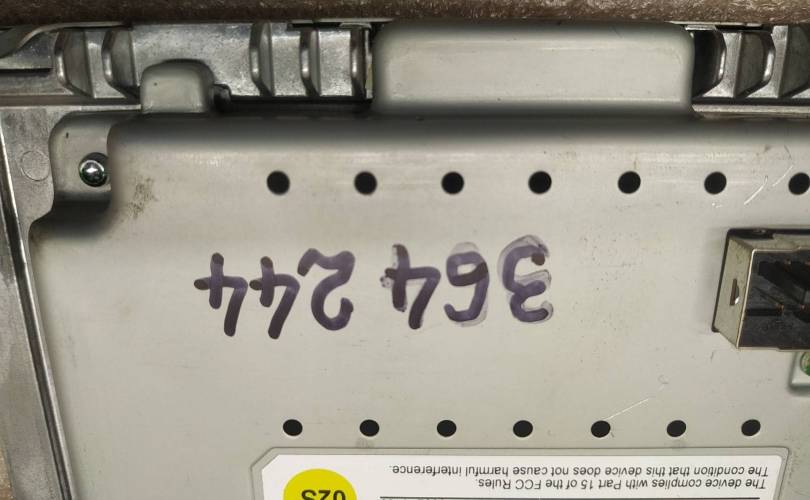 02S
The device complies with Part 15 of the FCC Rules.
The condition that this device does not cause harmful interference.
364 244